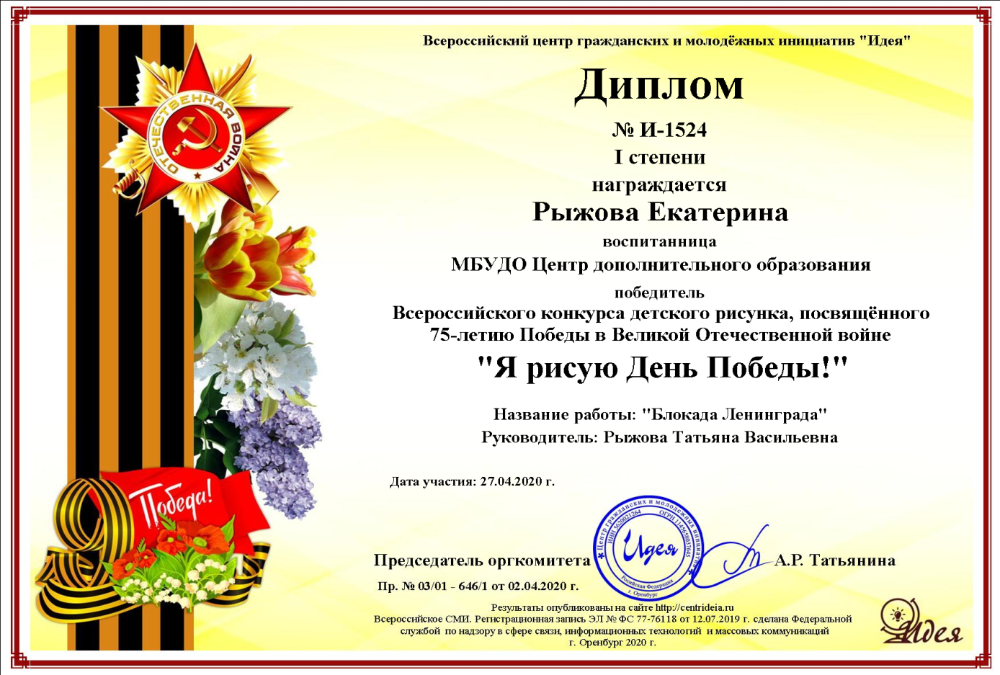 Всероссийский центр гражданских и молодёжных инициатив "Идея"
Диплом
№ И-1524
I степени
награждается
Рыжова Екатерина
воспитанница
МБУДО Центр дополнительного образования
победитель
Всероссийского конкурса детского рисунка, посвящённого
75-летию Победы в Великой Отечественной войне
"Я рисую День Победы!"
Название работы: "Блокада Ленинграда"
Руководитель: Рыжова Татьяна Васильевна
Дата участия: 27.04.2020 г.
Председатель оргкомитета
А.Р. Татьянина
Пр. № 03/01 - 646/1 от 02.04.2020 г.
Результаты опубликованы на сайте http://centrideia.ru
Всероссийское СМИ. Регистрационная запись ЭЛ № ФС 77-76118 от 12.07.2019 г. сделана Федеральной
службой по надзору в сфере связи, информационных технологий и массовых коммуникаций
г. Оренбург 2020 г.
ОТЕЧЕСТВЕННАЯ ВОЙНА
Победа!
Центр гражданских и молодежных инициатив
ИНН 5620021264
ОГРН 1145658037645
Идея
Российская Федерация
г. Оренбург
Идея